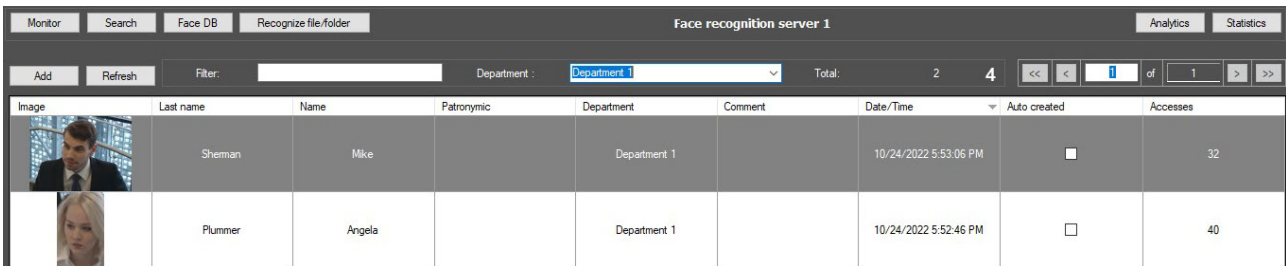 Monitor Search Face DB Recognize file/folder Face recognition server 1 Analytics Statistics
Add Refresh Filter: Department : Department 1 Total: 2 4 << < 1 of 1 > >>
Image Last name Name Patronymic Department Comment Date/Time Auto created Accesses
Sherman Mike Department 1 10/24/2022 5:53:06 PM 32
Plummer Angela Department 1 10/24/2022 5:52:46 PM 40